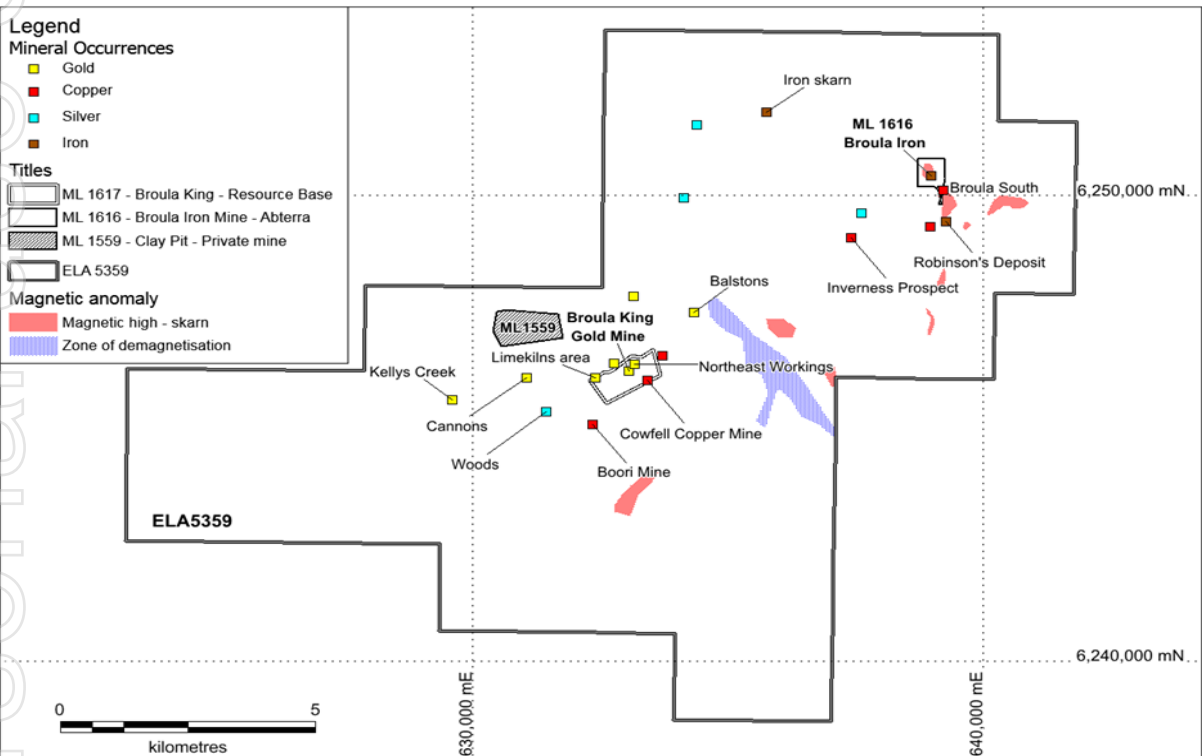 Legend
Mineral Occurrences
Gold
Copper
Silver
Iron
Titles
ML 1617 - Broula King - Resource Base
ML 1616 - Broula Iron Mine - Abterra
ML 1559 - Clay Pit - Private mine
ELA 5359
Magnetic anomaly
Magnetic high - skarn
Zone of demagnetisation
Iron skarn
ML 1616
Broula Iron
Broula South
6,250,000 mN
Robinson's Deposit
Inverness Prospect
Balstons
Broula King
Gold Mine
ML1559
Limekilns area
Northeast Workings
Kellys Creek
Cannons
Cowfell Copper Mine
Woods
Boori Mine
ELA5359
6,240,000 mN
630,000 mE
640,000 mE
0 5
kilometres